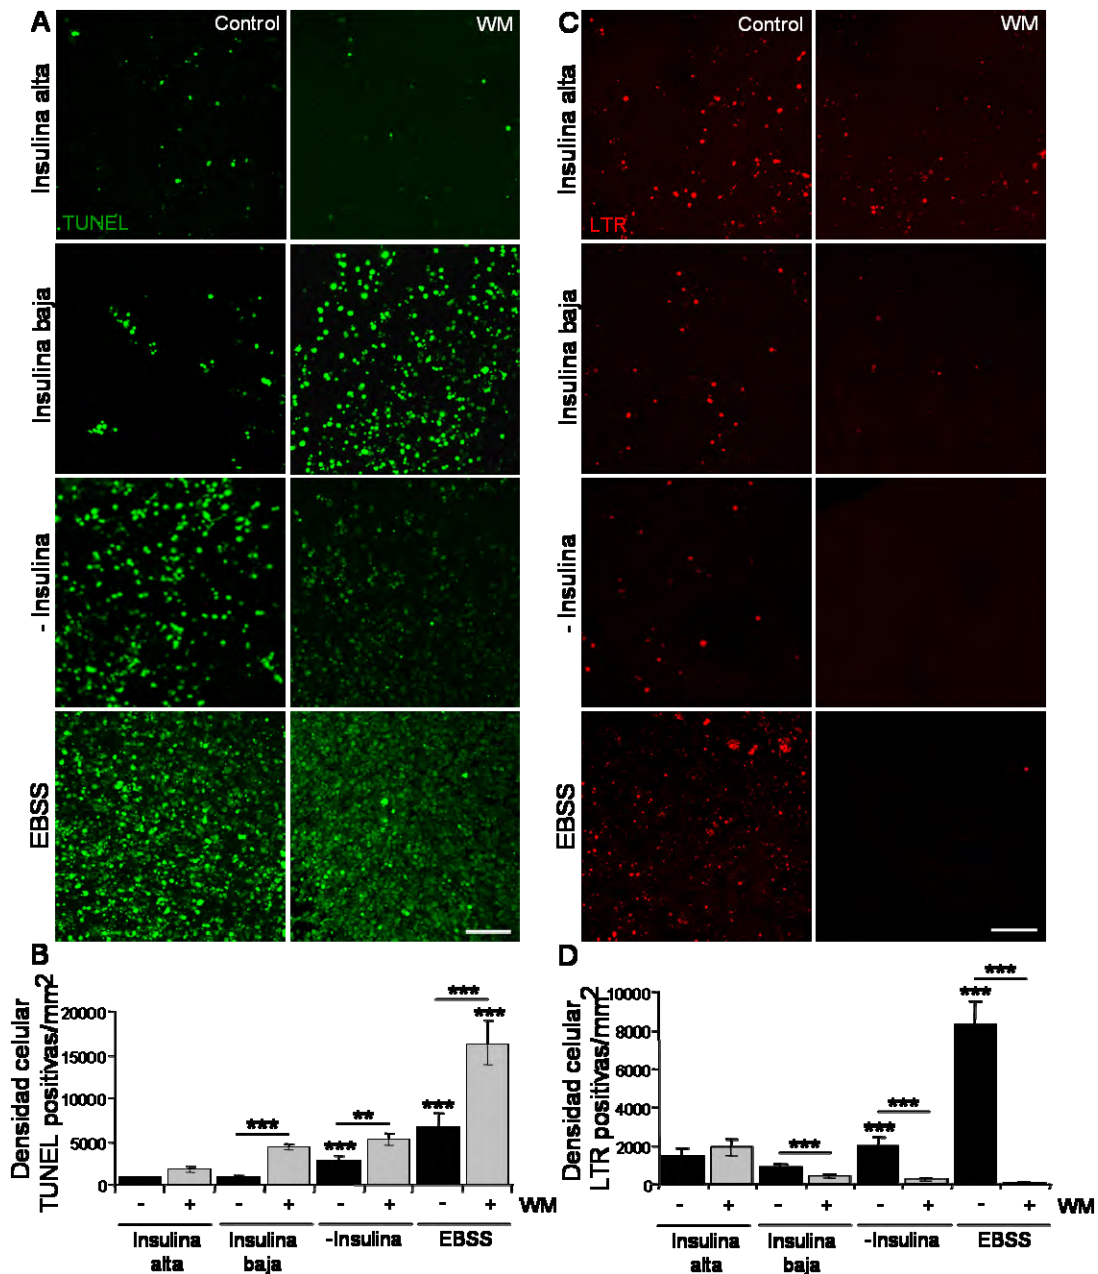 A
Control
WM
C
Control
WM
Insulina alta
TUNEL
Insulina alta
LTR
Insulina baja
Insulina baja
- Insulina
- Insulina
EBSS
EBSS
B
Densidad celular
TUNEL positivas/mm2
20000
15000
10000
5000
0
***
**
***
***
***
***
- + - + - + - + WM
Insulina alta
Insulina baja
-Insulina
EBSS
D
Densidad celular
LTR positivas/mm2
10000
8000
6000
4000
2000
0
***
***
***
***
***
- + - + - + - + WM
Insulina alta
Insulina baja
-Insulina
EBSS